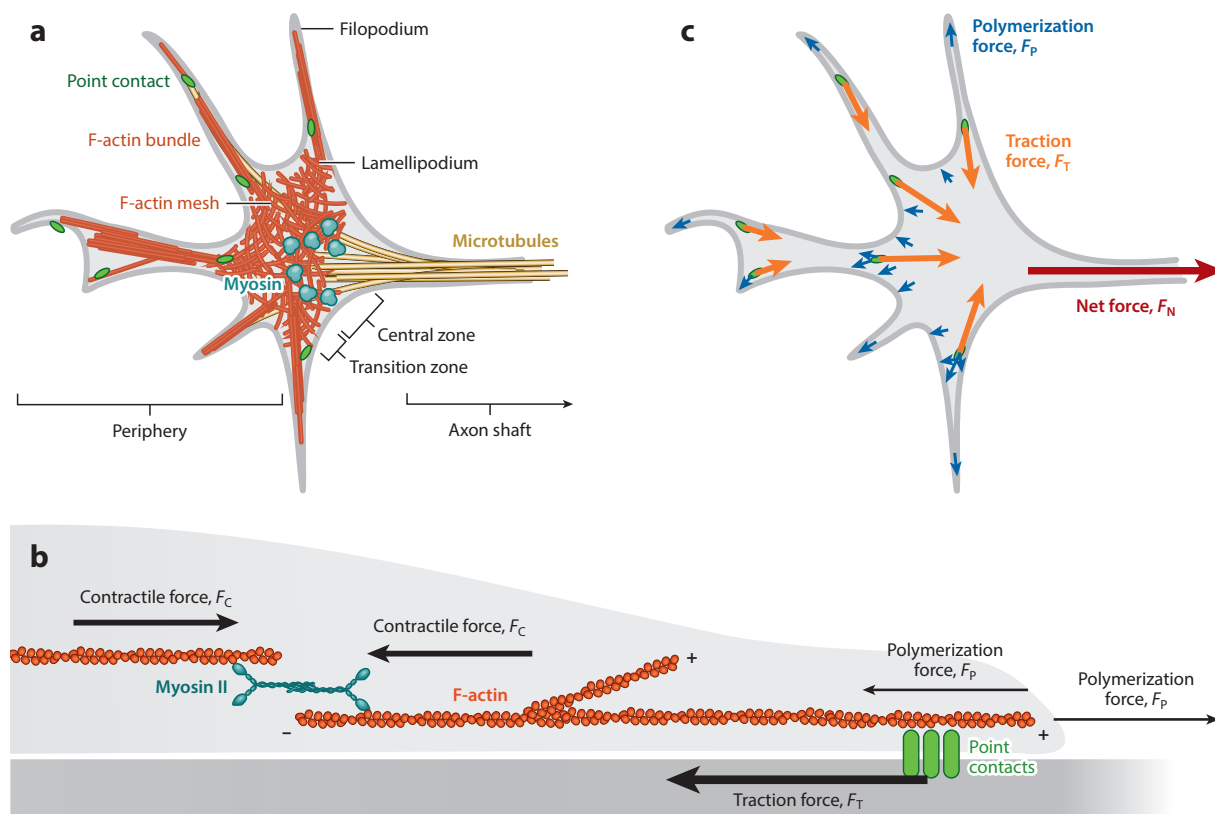 a
Filopodium
Point contact
F-actin bundle
Lamellipodium
F-actin mesh
Microtubules
Myosin
Central zone
Transition zone
Periphery
Axon shaft
c
Polymerization
force, FP
Traction
force, FT
Net force, FN
b
Contractile force, FC
Contractile force, FC
Myosin II
F-actin
+
–
Polymerization
force, FP
Polymerization
force, FP
+
Point
contacts
Traction force, FT